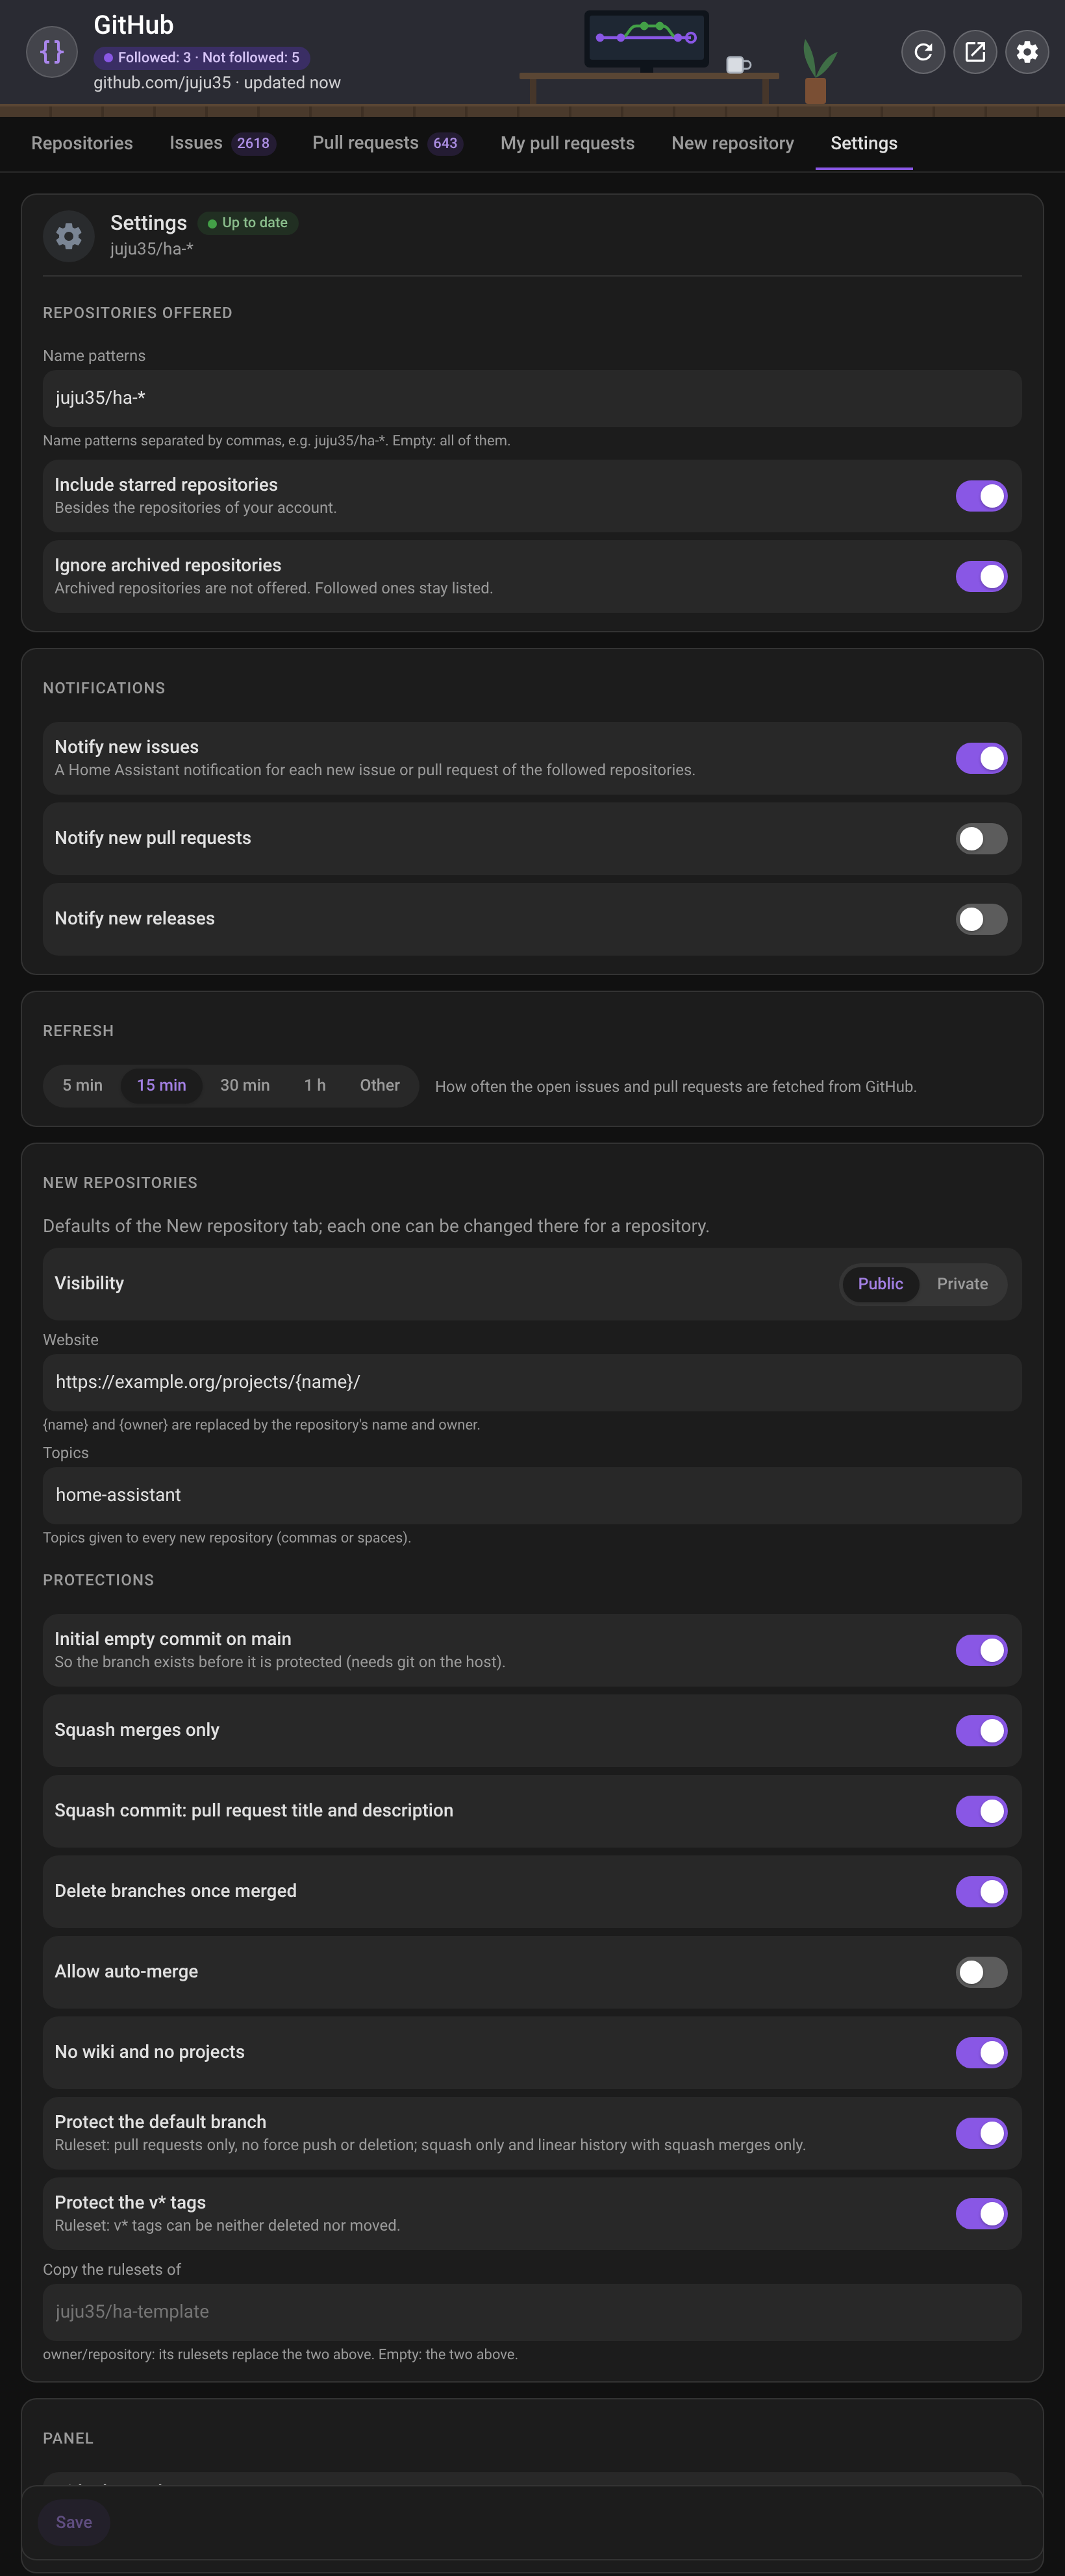 GitHub
Followed: 3 · Not followed: 5
github.com/juju35 · updated now
Repositories
Issues 2618
Pull requests 643
My pull requests
New repository
Settings
Settings
Up to date
juju35/ha-*
REPOSITORIES OFFERED
Name patterns
juju35/ha-*
Name patterns separated by commas, e.g. juju35/ha-*. Empty: all of them.
Include starred repositories
Besides the repositories of your account.
Ignore archived repositories
Archived repositories are not offered. Followed ones stay listed.
NOTIFICATIONS
Notify new issues
A Home Assistant notification for each new issue or pull request of the followed repositories.
Notify new pull requests
Notify new releases
REFRESH
5 min
15 min
30 min
1 h
Other
How often the open issues and pull requests are fetched from GitHub.
NEW REPOSITORIES
Defaults of the New repository tab; each one can be changed there for a repository.
Visibility
Public
Private
Website
https://example.org/projects/{name}/
{name} and {owner} are replaced by the repository's name and owner.
Topics
home-assistant
Topics given to every new repository (commas or spaces).
PROTECTIONS
Initial empty commit on main
So the branch exists before it is protected (needs git on the host).
Squash merges only
Squash commit: pull request title and description
Delete branches once merged
Allow auto-merge
No wiki and no projects
Protect the default branch
Ruleset: pull requests only, no force push or deletion; squash only and linear history with squash merges only.
Protect the v* tags
Ruleset: v* tags can be neither deleted nor moved.
Copy the rulesets of
juju35/ha-template
owner/repository: its rulesets replace the two above. Empty: the two above.
PANEL
Save